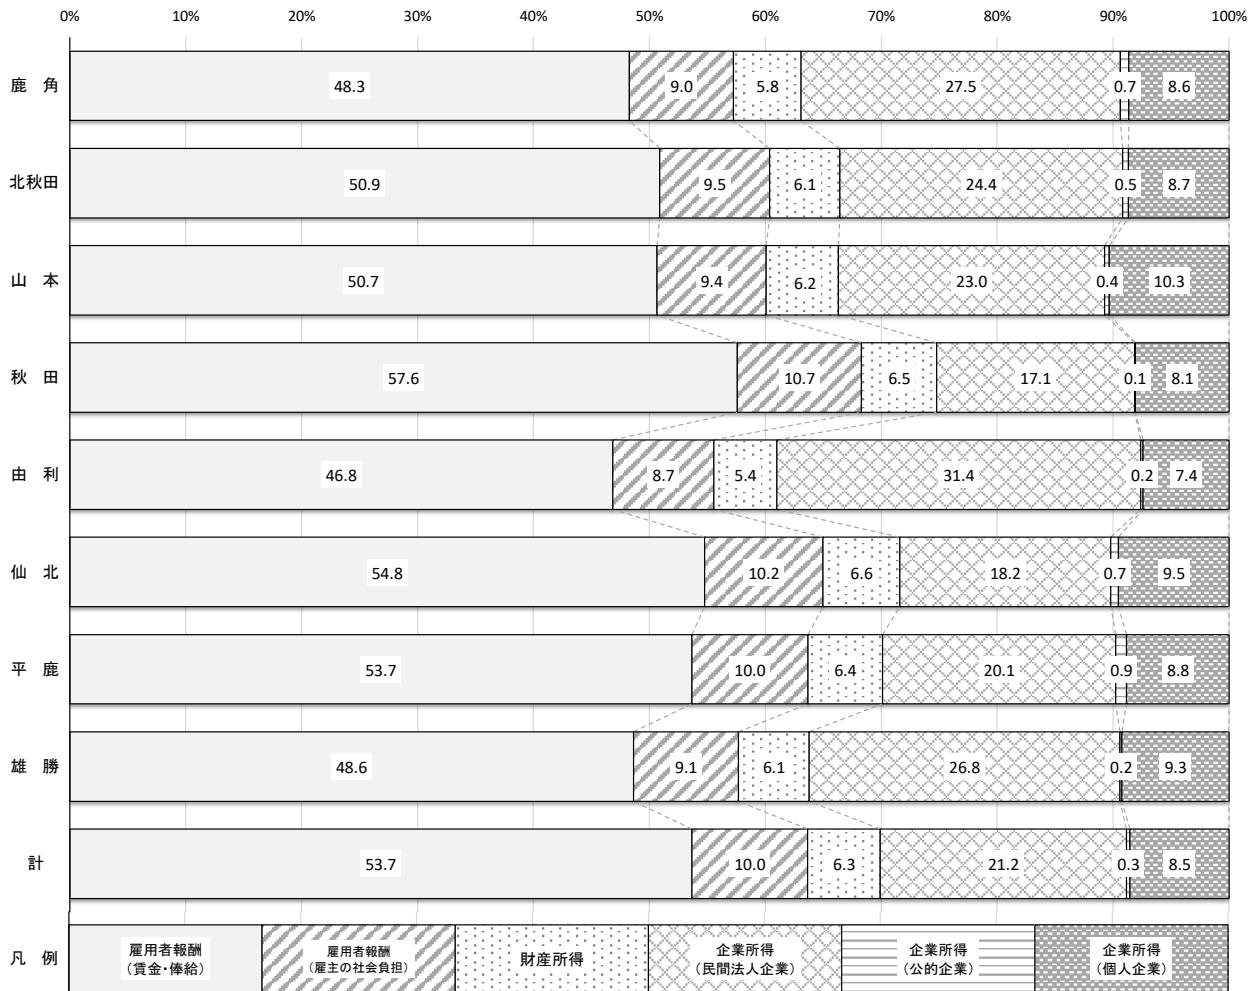 0% 10% 20% 30% 40% 50% 60% 70% 80% 90% 100%
鹿 角 48.3 9.0 5.8 27.5 0.7 8.6
北秋田 50.9 9.5 6.1 24.4 0.5 8.7
山 本 50.7 9.4 6.2 23.0 0.4 10.3
秋 田 57.6 10.7 6.5 17.1 0.1 8.1
由 利 46.8 8.7 5.4 31.4 0.2 7.4
仙 北 54.8 10.2 6.6 18.2 0.7 9.5
平 鹿 53.7 10.0 6.4 20.1 0.9 8.8
雄 勝 48.6 9.1 6.1 26.8 0.2 9.3
計 53.7 10.0 6.3 21.2 0.3 8.5
凡 例
雇用者報酬
（賃金・俸給）
雇用者報酬
（雇主の社会負担）
財産所得
企業所得
（民間法人企業）
企業所得
（公的企業）
企業所得
（個人企業）